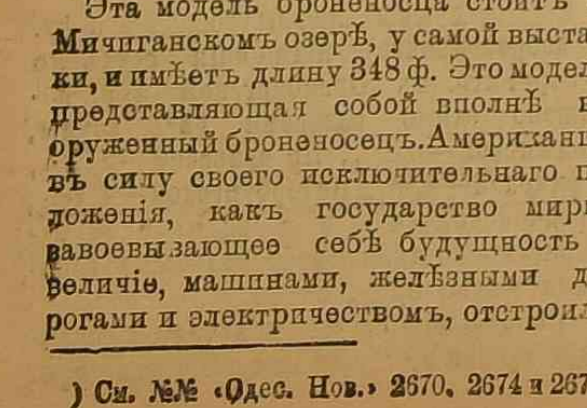 Эта модель броненосца стоитъ
Мичиганскомъ озерѣ, у самой выста
ки, и имѣетъ длину 348 ф. Это модел
представляющая собой вполнѣ
оруженный броненосецъ. Американ
въ силу своего исключительнаго п
ложенія, какъ государство мир
вавоевызающее себѣ будущность
величіе, машинами, желѣзными д
рогами и электричествомъ, отстроил
) См. №№ «Одес. Нов.» 2670, 2674 и 267